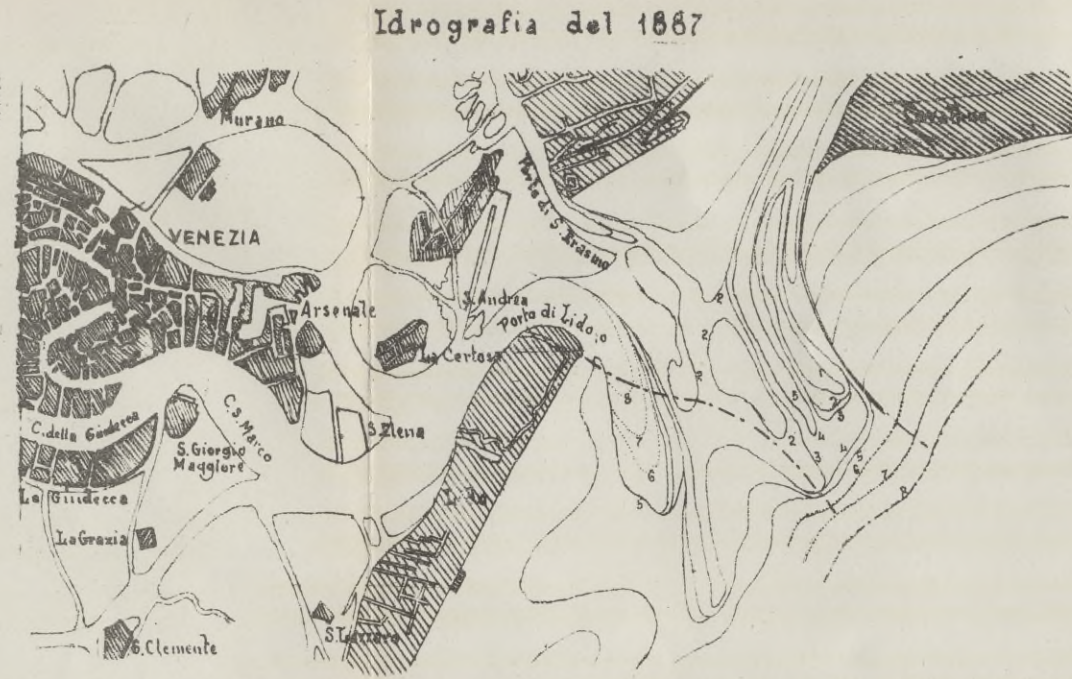 Idrografia del 1887
Murano
VENEZIA
Porto di S. Erasmo
Arsenale
S. Andrea
Porto di Lido
La Certosa
C. della Giudecca
C. S. Marco
S. Elena
S. Giorgio
Maggiore
La Giudecca
Lido
La Grazia
S. Lazzaro
S. Clemente
2
2
2
8
7
6
5
1
2
3
3
4
2
3
4
5
6
7
8